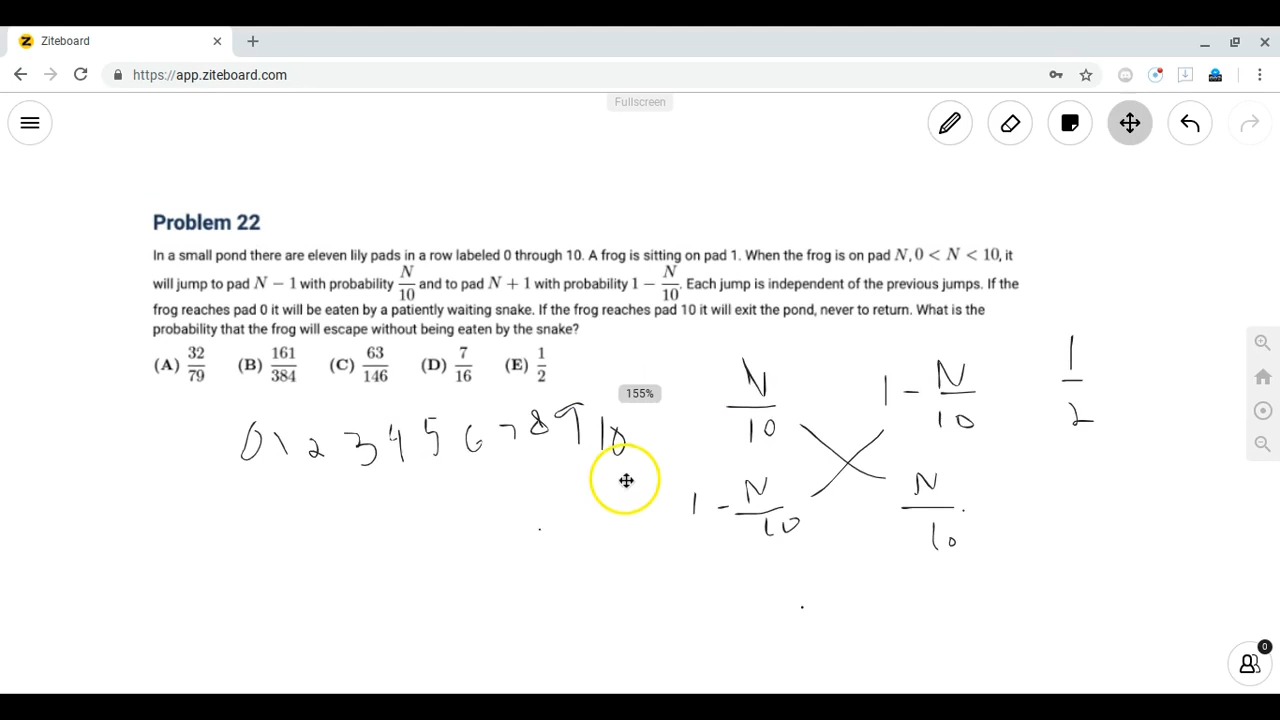 Ziteboard
https://app.ziteboard.com
Fullscreen
Problem 22
In a small pond there are eleven lily pads in a row labeled 0 through 10. A frog is sitting on pad 1. When the frog is on pad N, 0 < N < 10, it
will jump to pad N − 1 with probability N/10 and to pad N + 1 with probability 1 − N/10. Each jump is independent of the previous jumps. If the
frog reaches pad 0 it will be eaten by a patiently waiting snake. If the frog reaches pad 10 it will exit the pond, never to return. What is the
probability that the frog will escape without being eaten by the snake?
(A) 32/79 (B) 161/384 (C) 63/146 (D) 7/16 (E) 1/2
155%
0 1 2 3 4 5 6 7 8 9 10
N/10 1 - N/10 1/2
1 - N/10 N/10
0